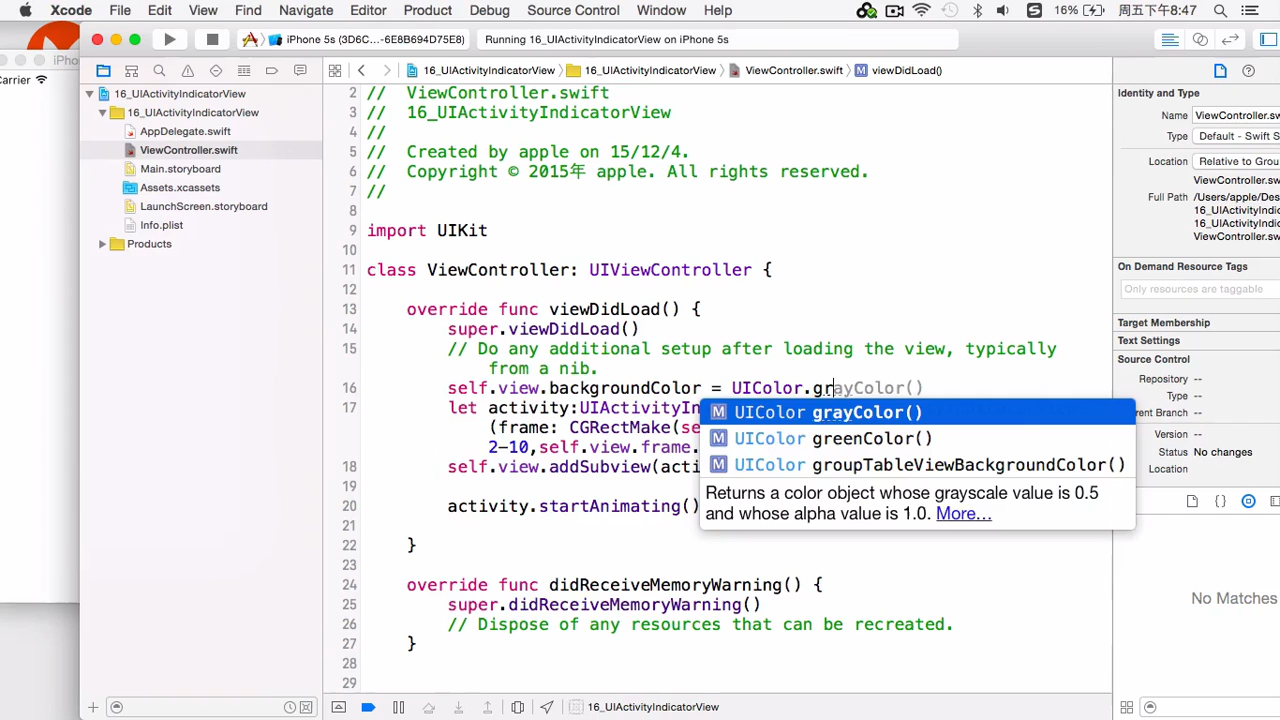 Xcode File Edit View Find Navigate Editor Product Debug Source Control Window Help 16% 周五下午8:47
iPhone 5s (3D6C...-6E8B694D75E8) Running 16_UIActivityIndicatorView on iPhone 5s
iPho
Carrier
16_UIActivityIndicatorView 16_UIActivityIndicatorView ViewController.swift viewDidLoad()
16_UIActivityIndicatorView
16_UIActivityIndicatorView
AppDelegate.swift
ViewController.swift
Main.storyboard
Assets.xcassets
LaunchScreen.storyboard
Info.plist
Products
2 // ViewController.swift
3 // 16_UIActivityIndicatorView
4 //
5 // Created by apple on 15/12/4.
6 // Copyright © 2015年 apple. All rights reserved.
7 //
8
9 import UIKit
10
11 class ViewController: UIViewController {
12
13 override func viewDidLoad() {
14 super.viewDidLoad()
15 // Do any additional setup after loading the view, typically
from a nib.
16 self.view.backgroundColor = UIColor.grayColor()
17 let activity:UIActivityIn
(frame: CGRectMake(se
2-10,self.view.frame.
18 self.view.addSubview(acti
19
20 activity.startAnimating()
21
22 }
23
24 override func didReceiveMemoryWarning() {
25 super.didReceiveMemoryWarning()
26 // Dispose of any resources that can be recreated.
27 }
28
29
M UIColor grayColor()
M UIColor greenColor()
M UIColor groupTableViewBackgroundColor()
Returns a color object whose grayscale value is 0.5
and whose alpha value is 1.0. More...
Identity and Type
Name ViewController.sw
Type Default - Swift S
Location Relative to Grou
ViewController.sw
Full Path /Users/apple/Des
16_UIActivityIndi
16_UIActivityIndi
ViewController.sw
On Demand Resource Tags
Only resources are taggable
Target Membership
Text Settings
Source Control
Repository --
Type --
rent Branch --
Version --
Status No changes
Location
No Matches
16_UIActivityIndicatorView